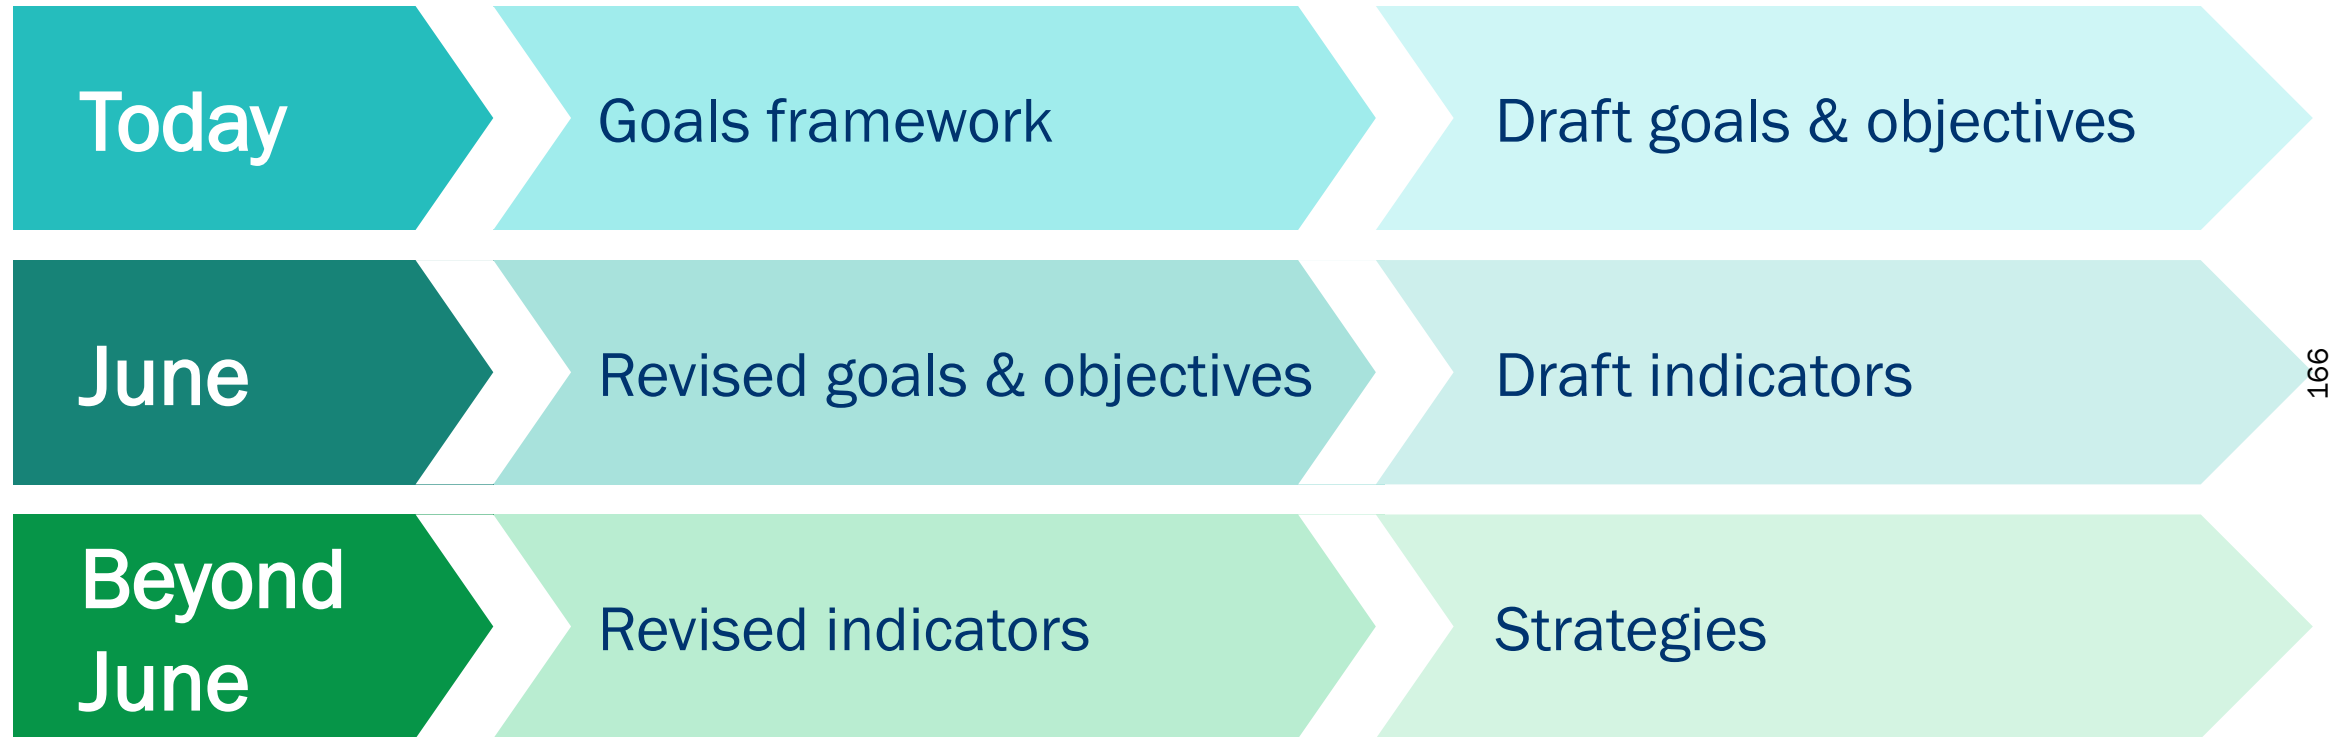 Today
Goals framework
Draft goals & objectives
June
Revised goals & objectives
Draft indicators
166
Beyond
June
Revised indicators
Strategies